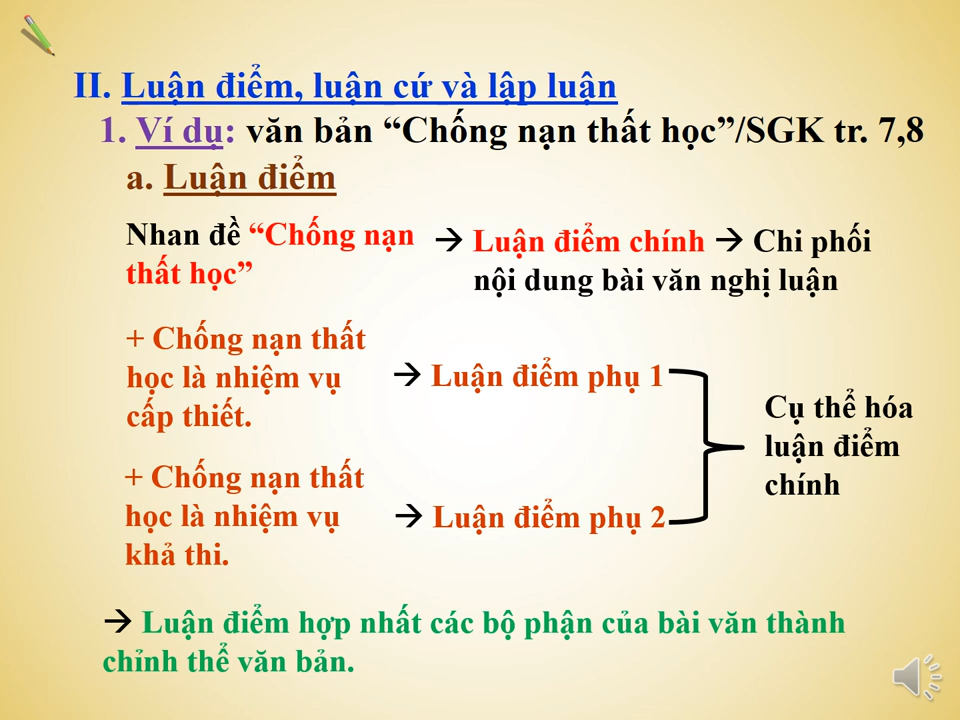 II. Luận điểm, luận cứ và lập luận
1. Ví dụ: văn bản “Chống nạn thất học”/SGK tr. 7,8
a. Luận điểm
Nhan đề “Chống nạn
thất học”
→ Luận điểm chính → Chi phối
nội dung bài văn nghị luận
+ Chống nạn thất
học là nhiệm vụ
cấp thiết.
→ Luận điểm phụ 1
+ Chống nạn thất
học là nhiệm vụ
khả thi.
→ Luận điểm phụ 2
Cụ thể hóa
luận điểm
chính
→ Luận điểm hợp nhất các bộ phận của bài văn thành
chỉnh thể văn bản.